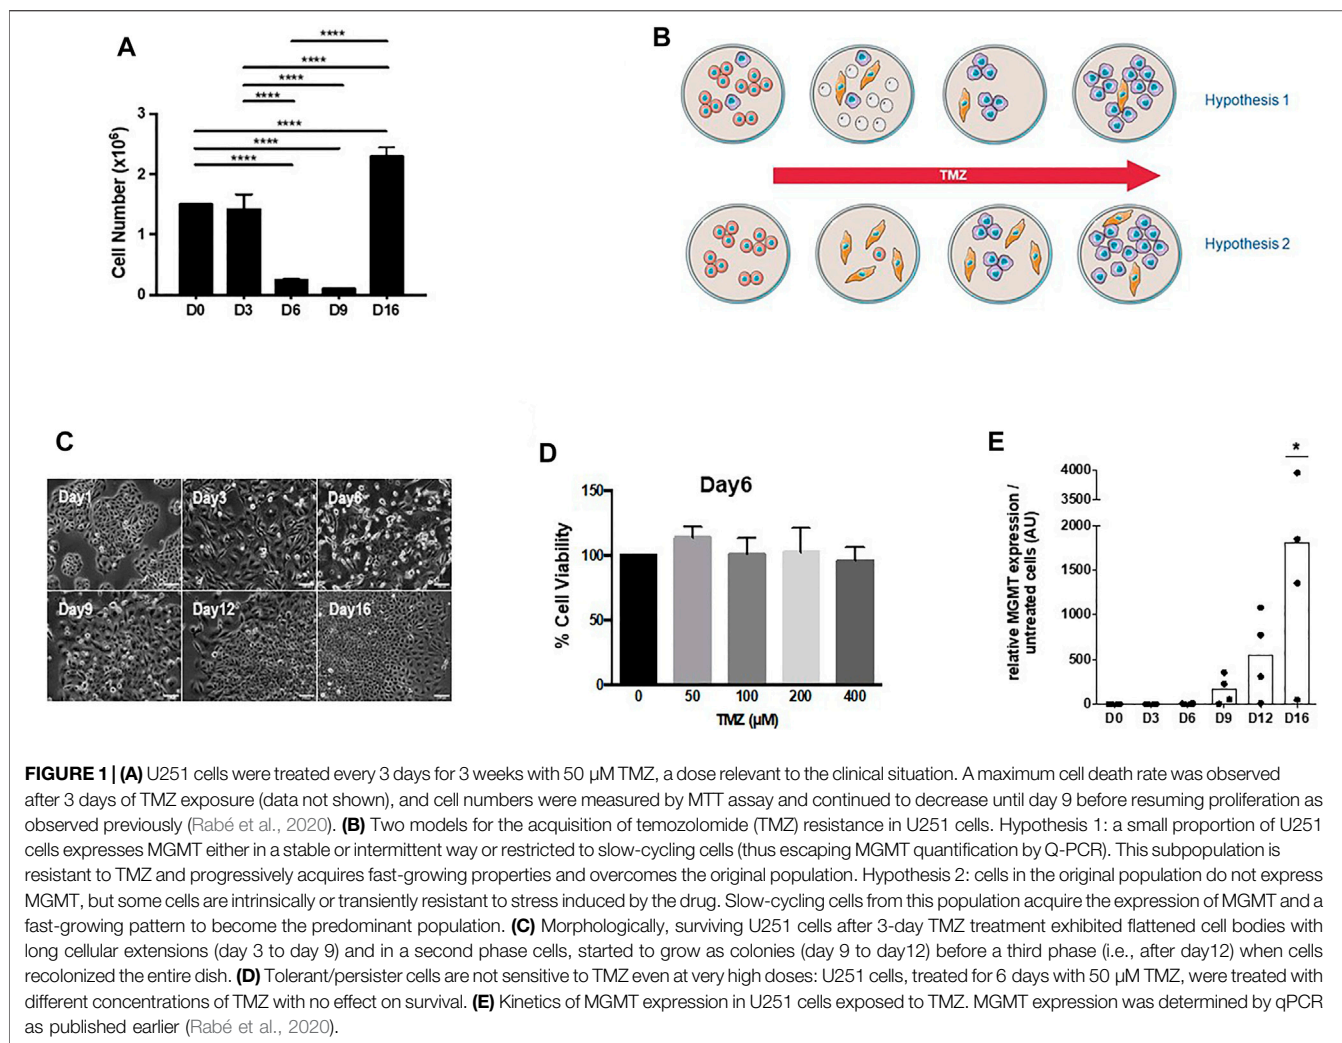 A
****
****
****
****
****
****
****
Cell Number (x10⁶)
3
2
1
0
D0 D3 D6 D9 D16
B
Hypothesis 1
TMZ
Hypothesis 2
C
Day1 Day3 Day6
Day9 Day12 Day16
D
Day6
% Cell Viability
150
100
50
0
0 50 100 200 400
TMZ (µM)
E
*
relative MGMT expression /
untreated cells (AU)
4000
3500
2000
1500
1000
500
0
D0 D3 D6 D9 D12 D16
FIGURE 1 | (A) U251 cells were treated every 3 days for 3 weeks with 50 µM TMZ, a dose relevant to the clinical situation. A maximum cell death rate was observed
after 3 days of TMZ exposure (data not shown), and cell numbers were measured by MTT assay and continued to decrease until day 9 before resuming proliferation as
observed previously (Rabé et al., 2020). (B) Two models for the acquisition of temozolomide (TMZ) resistance in U251 cells. Hypothesis 1: a small proportion of U251
cells expresses MGMT either in a stable or intermittent way or restricted to slow-cycling cells (thus escaping MGMT quantification by Q-PCR). This subpopulation is
resistant to TMZ and progressively acquires fast-growing properties and overcomes the original population. Hypothesis 2: cells in the original population do not express
MGMT, but some cells are intrinsically or transiently resistant to stress induced by the drug. Slow-cycling cells from this population acquire the expression of MGMT and a
fast-growing pattern to become the predominant population. (C) Morphologically, surviving U251 cells after 3-day TMZ treatment exhibited flattened cell bodies with
long cellular extensions (day 3 to day 9) and in a second phase cells, started to grow as colonies (day 9 to day12) before a third phase (i.e., after day12) when cells
recolonized the entire dish. (D) Tolerant/persister cells are not sensitive to TMZ even at very high doses: U251 cells, treated for 6 days with 50 µM TMZ, were treated with
different concentrations of TMZ with no effect on survival. (E) Kinetics of MGMT expression in U251 cells exposed to TMZ. MGMT expression was determined by qPCR
as published earlier (Rabé et al., 2020).